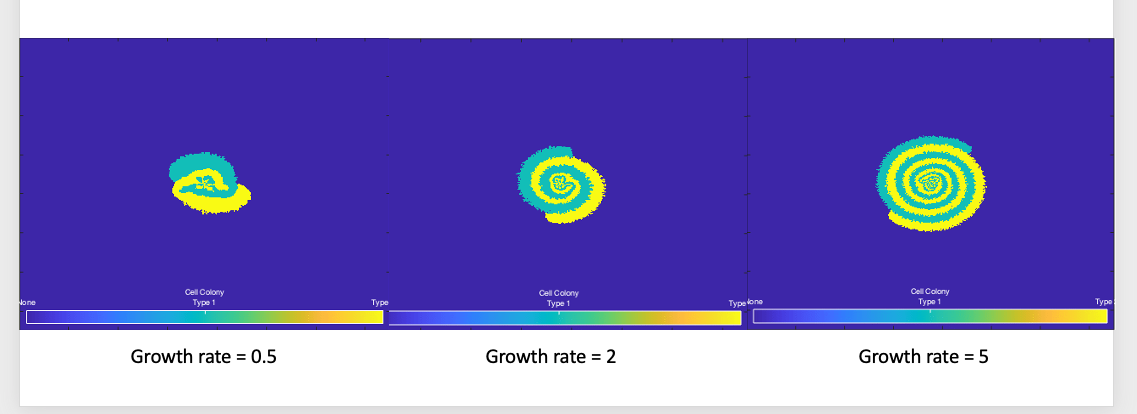 Cell Colony
None Type 1 Type
Growth rate = 0.5
Cell Colony
Type 1 Type
Growth rate = 2
Cell Colony
None Type 1 Type
Growth rate = 5